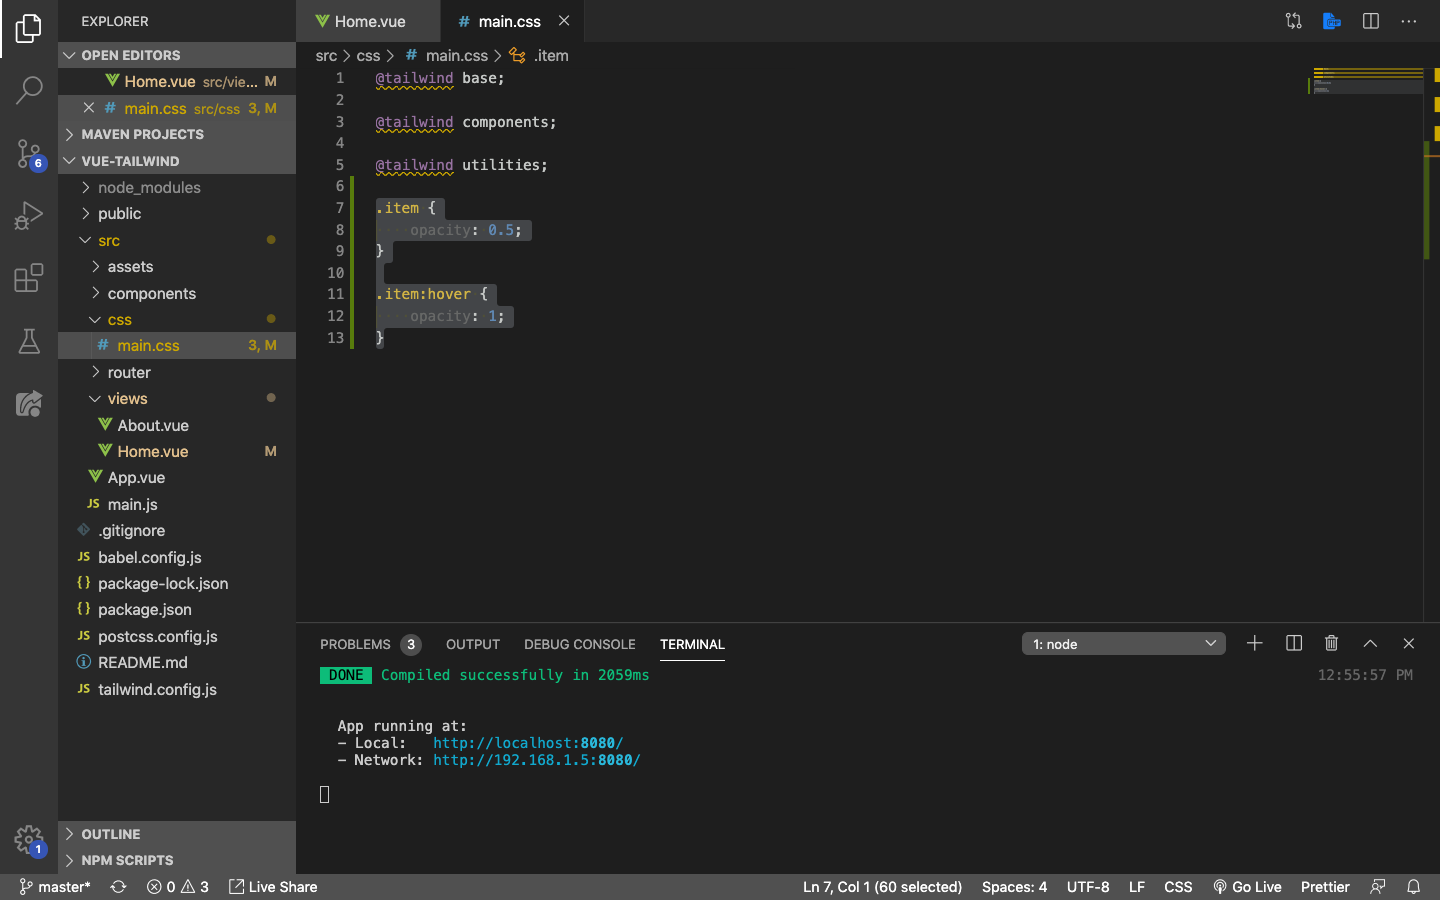 EXPLORER
OPEN EDITORS
Home.vue src/vie... M
main.css src/css 3, M
MAVEN PROJECTS
VUE-TAILWIND
node_modules
public
src
assets
components
css
# main.css 3, M
router
views
About.vue
Home.vue M
App.vue
JS main.js
.gitignore
JS babel.config.js
{} package-lock.json
{} package.json
JS postcss.config.js
README.md
JS tailwind.config.js
OUTLINE
NPM SCRIPTS
6
1
Home.vue
# main.css
src > css > # main.css > .item
1 @tailwind base;
2
3 @tailwind components;
4
5 @tailwind utilities;
6
7 .item {
8 opacity: 0.5;
9 }
10
11 .item:hover {
12 opacity: 1;
13 }
PROBLEMS 3 OUTPUT DEBUG CONSOLE TERMINAL 1: node
DONE Compiled successfully in 2059ms 12:55:57 PM
App running at:
- Local: http://localhost:8080/
- Network: http://192.168.1.5:8080/
master* 0 3 Live Share Ln 7, Col 1 (60 selected) Spaces: 4 UTF-8 LF CSS Go Live Prettier